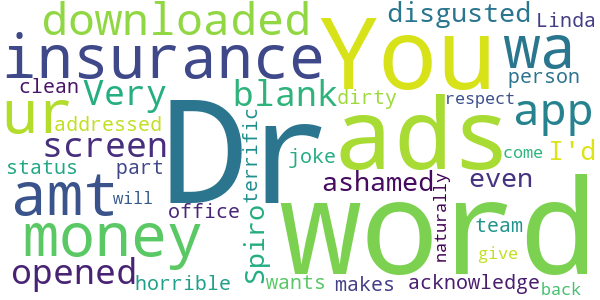 downloaded
disgusted
Linda
insurance
You
wa
person
clean
Very
blank
dirty
respect
app
ur
addressed
Dr
ads
screen
terrific
joke
come
I'd
status
part
ashamed
even
amt
will
office
Spiro
word
naturally
team
money
give
opened
horrible
wants
makes
acknowledge
back